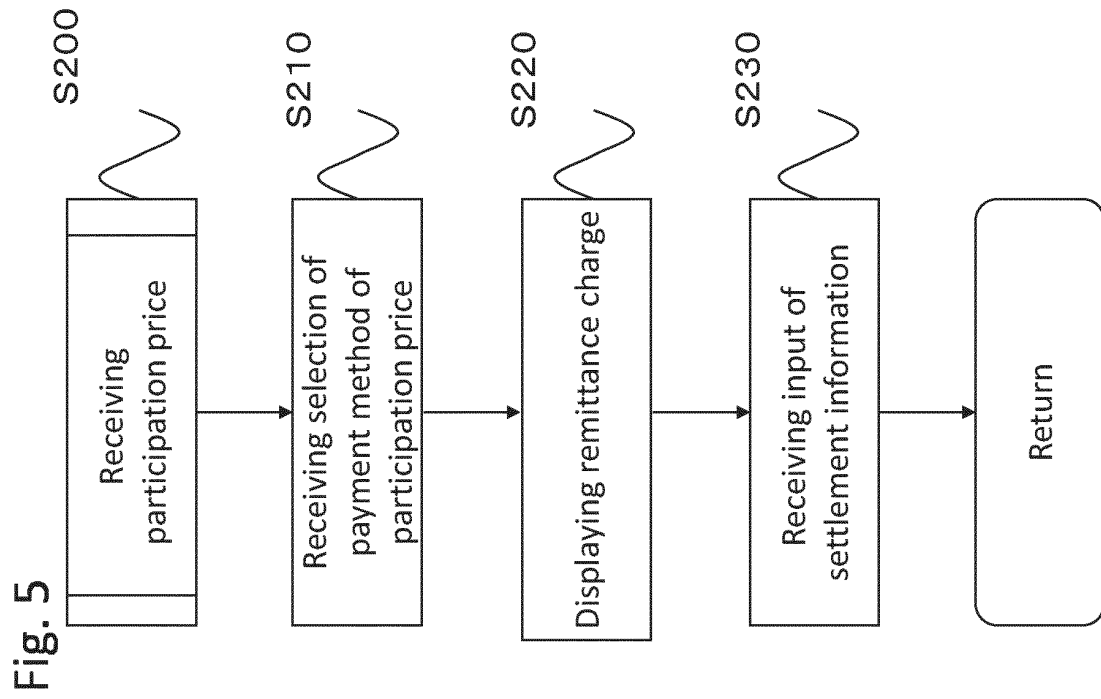 Fig. 5
S200
Receiving
participation price
S210
Receiving selection of
payment method of
participation price
S220
Displaying remittance charge
S230
Receiving input of
settlement information
Return